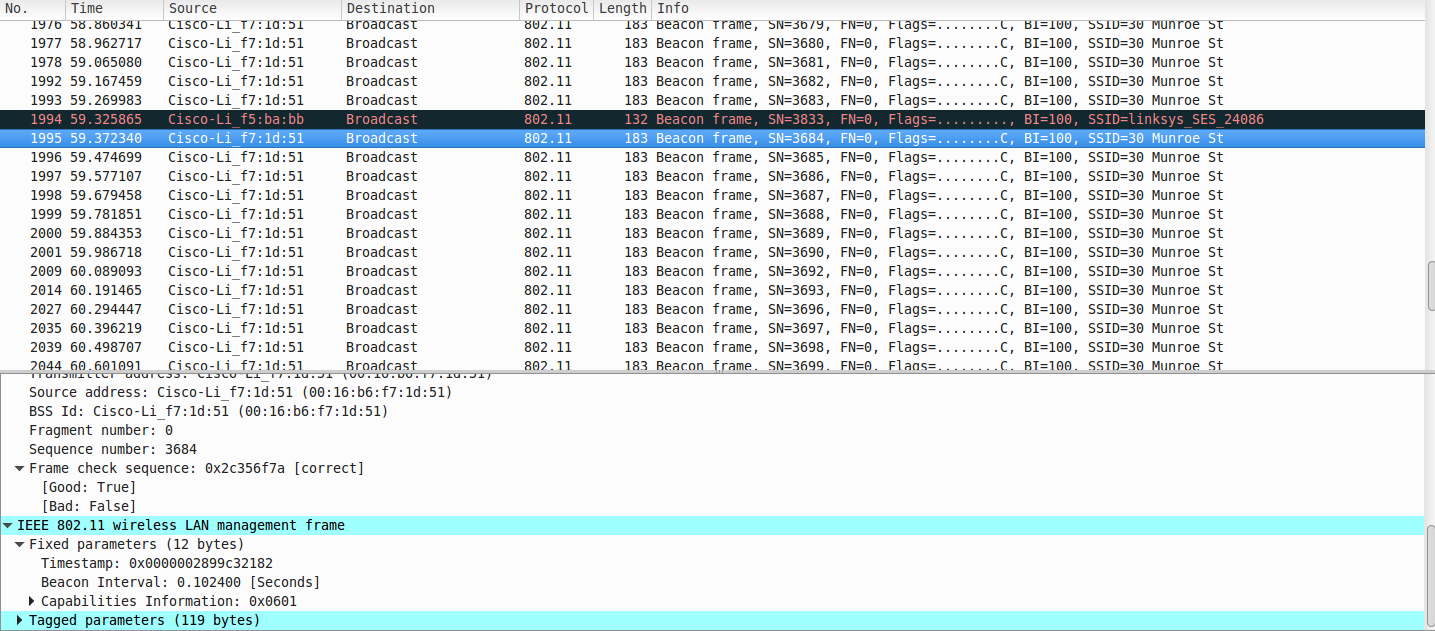 No. Time Source Destination Protocol Length Info
1976 58.860341 Cisco-Li_f7:1d:51 Broadcast 802.11 183 Beacon frame, SN=3679, FN=0, Flags=........C, BI=100, SSID=30 Munroe St
1977 58.962717 Cisco-Li_f7:1d:51 Broadcast 802.11 183 Beacon frame, SN=3680, FN=0, Flags=........C, BI=100, SSID=30 Munroe St
1978 59.065080 Cisco-Li_f7:1d:51 Broadcast 802.11 183 Beacon frame, SN=3681, FN=0, Flags=........C, BI=100, SSID=30 Munroe St
1992 59.167459 Cisco-Li_f7:1d:51 Broadcast 802.11 183 Beacon frame, SN=3682, FN=0, Flags=........C, BI=100, SSID=30 Munroe St
1993 59.269983 Cisco-Li_f7:1d:51 Broadcast 802.11 183 Beacon frame, SN=3683, FN=0, Flags=........C, BI=100, SSID=30 Munroe St
1994 59.325865 Cisco-Li_f5:ba:bb Broadcast 802.11 132 Beacon frame, SN=3833, FN=0, Flags=........., BI=100, SSID=linksys_SES_24086
1995 59.372340 Cisco-Li_f7:1d:51 Broadcast 802.11 183 Beacon frame, SN=3684, FN=0, Flags=........C, BI=100, SSID=30 Munroe St
1996 59.474699 Cisco-Li_f7:1d:51 Broadcast 802.11 183 Beacon frame, SN=3685, FN=0, Flags=........C, BI=100, SSID=30 Munroe St
1997 59.577107 Cisco-Li_f7:1d:51 Broadcast 802.11 183 Beacon frame, SN=3686, FN=0, Flags=........C, BI=100, SSID=30 Munroe St
1998 59.679458 Cisco-Li_f7:1d:51 Broadcast 802.11 183 Beacon frame, SN=3687, FN=0, Flags=........C, BI=100, SSID=30 Munroe St
1999 59.781851 Cisco-Li_f7:1d:51 Broadcast 802.11 183 Beacon frame, SN=3688, FN=0, Flags=........C, BI=100, SSID=30 Munroe St
2000 59.884353 Cisco-Li_f7:1d:51 Broadcast 802.11 183 Beacon frame, SN=3689, FN=0, Flags=........C, BI=100, SSID=30 Munroe St
2001 59.986718 Cisco-Li_f7:1d:51 Broadcast 802.11 183 Beacon frame, SN=3690, FN=0, Flags=........C, BI=100, SSID=30 Munroe St
2009 60.089093 Cisco-Li_f7:1d:51 Broadcast 802.11 183 Beacon frame, SN=3692, FN=0, Flags=........C, BI=100, SSID=30 Munroe St
2014 60.191465 Cisco-Li_f7:1d:51 Broadcast 802.11 183 Beacon frame, SN=3693, FN=0, Flags=........C, BI=100, SSID=30 Munroe St
2027 60.294447 Cisco-Li_f7:1d:51 Broadcast 802.11 183 Beacon frame, SN=3696, FN=0, Flags=........C, BI=100, SSID=30 Munroe St
2035 60.396219 Cisco-Li_f7:1d:51 Broadcast 802.11 183 Beacon frame, SN=3697, FN=0, Flags=........C, BI=100, SSID=30 Munroe St
2039 60.498707 Cisco-Li_f7:1d:51 Broadcast 802.11 183 Beacon frame, SN=3698, FN=0, Flags=........C, BI=100, SSID=30 Munroe St
2044 60.601091 Cisco-Li_f7:1d:51 Broadcast 802.11 183 Beacon frame, SN=3699, FN=0, Flags=........C, BI=100, SSID=30 Munroe St
Transmitter address: Cisco-Li_f7:1d:51 (00:16:b6:f7:1d:51)
Source address: Cisco-Li_f7:1d:51 (00:16:b6:f7:1d:51)
BSS Id: Cisco-Li_f7:1d:51 (00:16:b6:f7:1d:51)
Fragment number: 0
Sequence number: 3684
Frame check sequence: 0x2c356f7a [correct]
[Good: True]
[Bad: False]
IEEE 802.11 wireless LAN management frame
Fixed parameters (12 bytes)
Timestamp: 0x0000002899c32182
Beacon Interval: 0.102400 [Seconds]
Capabilities Information: 0x0601
Tagged parameters (119 bytes)